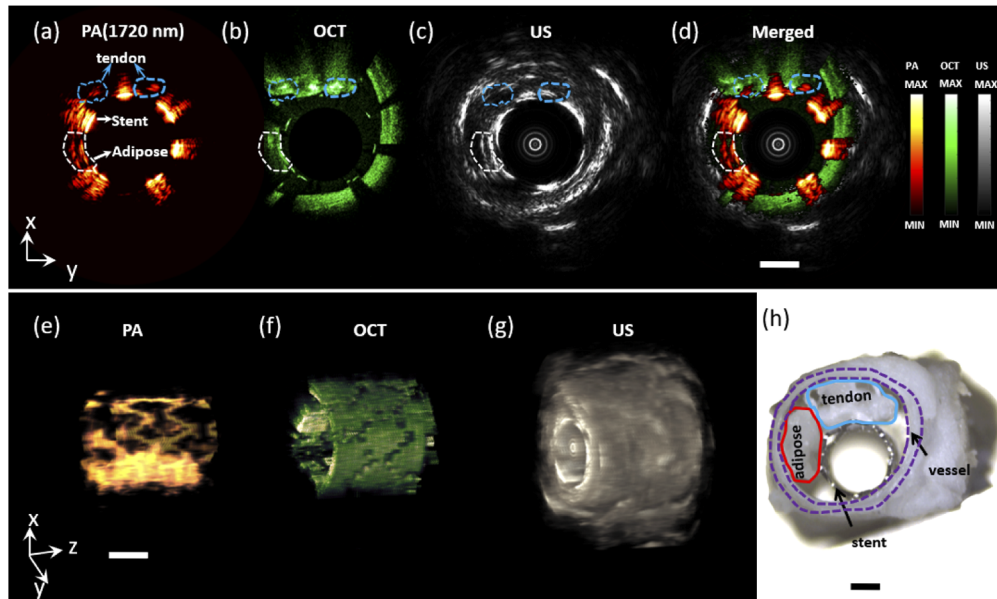 (a) PA(1720 nm)
tendon
Stent
Adipose
x
y
(b) OCT
(c) US
(d) Merged
PA OCT US
MAX MAX MAX
MIN MIN MIN
(e) PA
x
z
y
(f) OCT
(g) US
(h)
tendon
adipose
vessel
stent